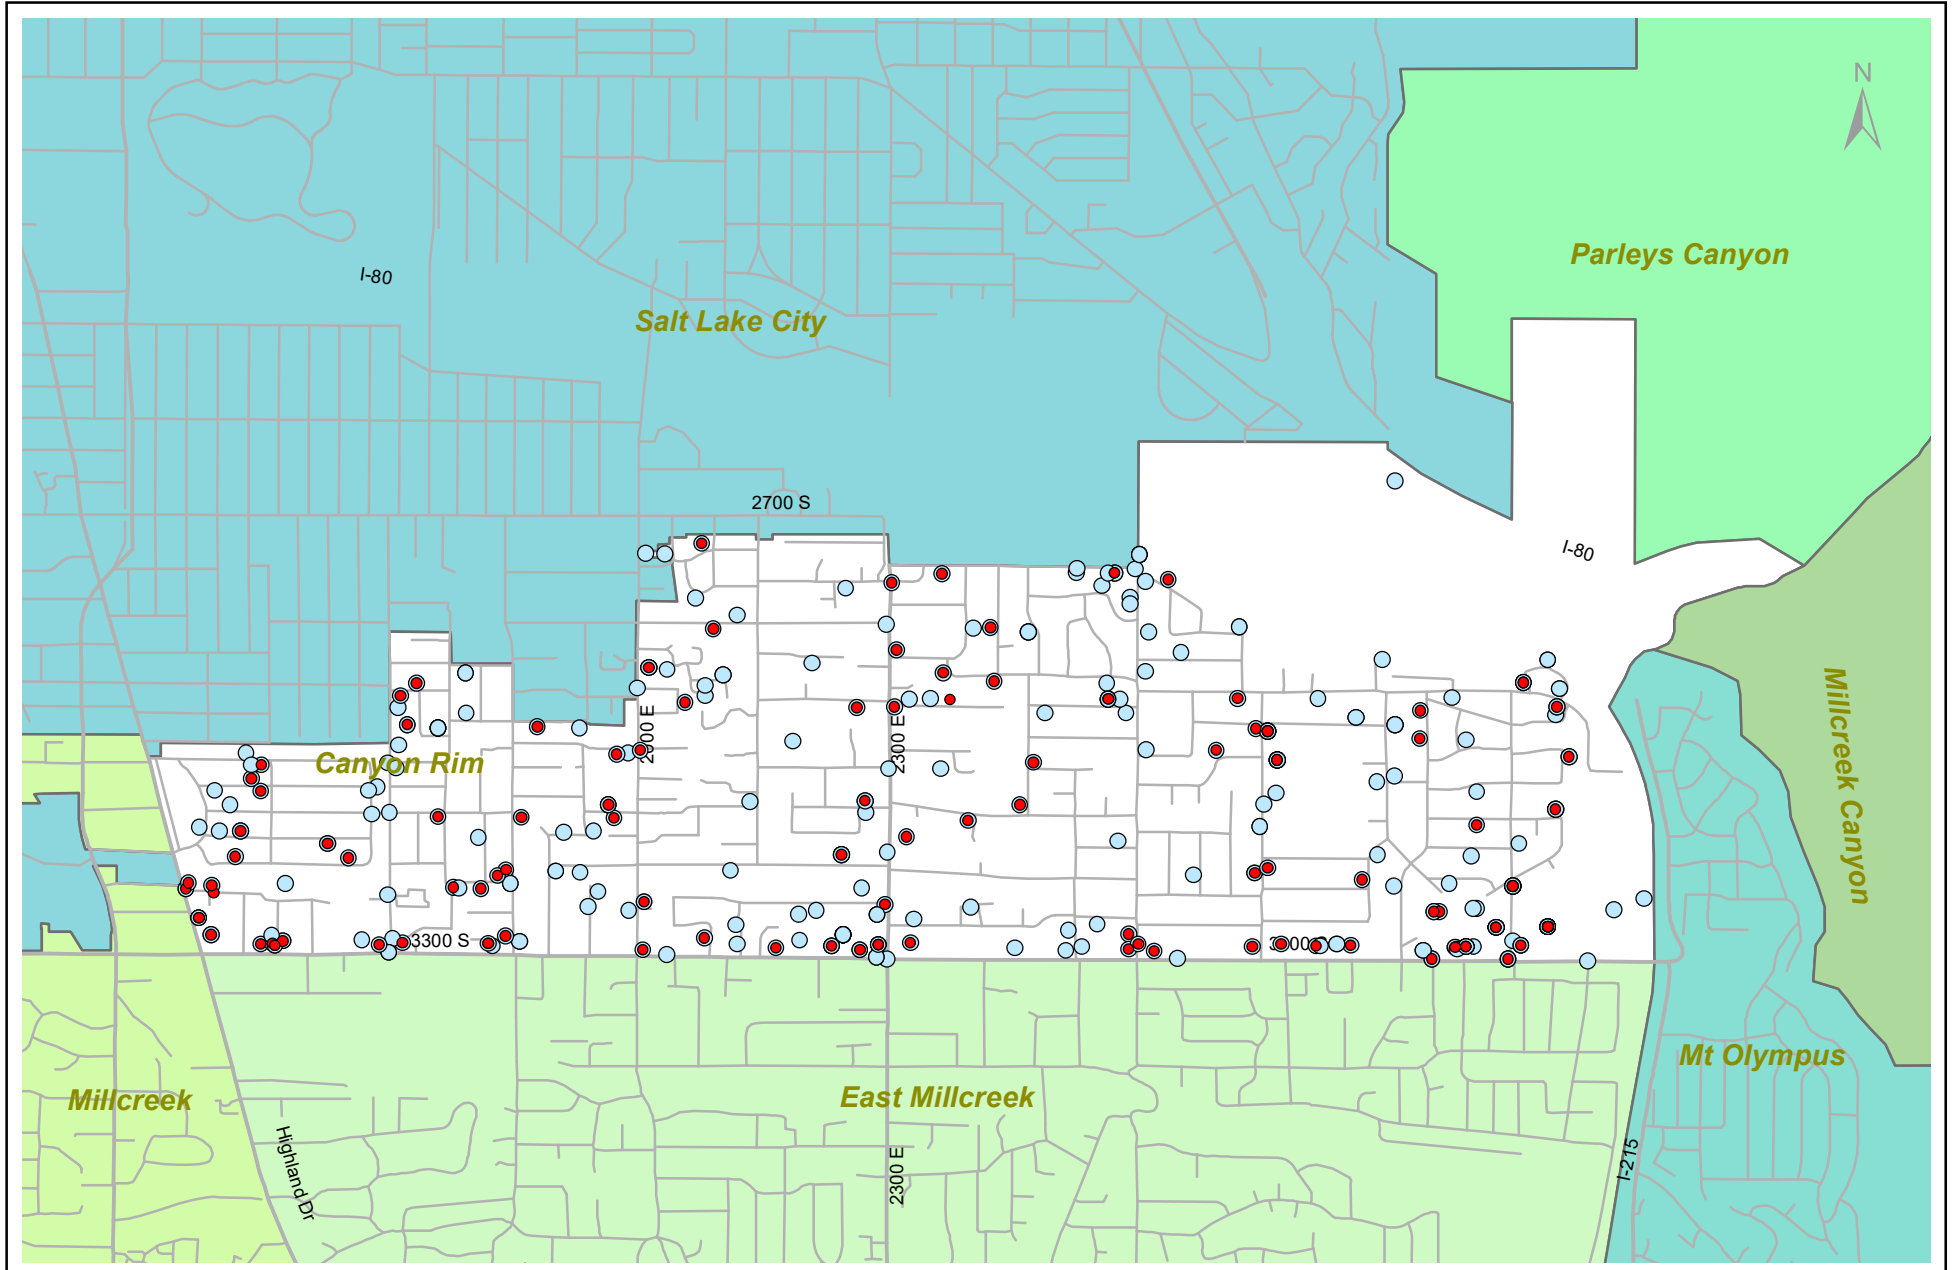 N
Parleys Canyon
I-80
Salt Lake City
2700 S
I-80
2000 E
2300 E
Canyon Rim
Millcreek Canyon
3300 S
3300 S
Mt Olympus
Millcreek
East Millcreek
Highland Dr
2300 E
I-215